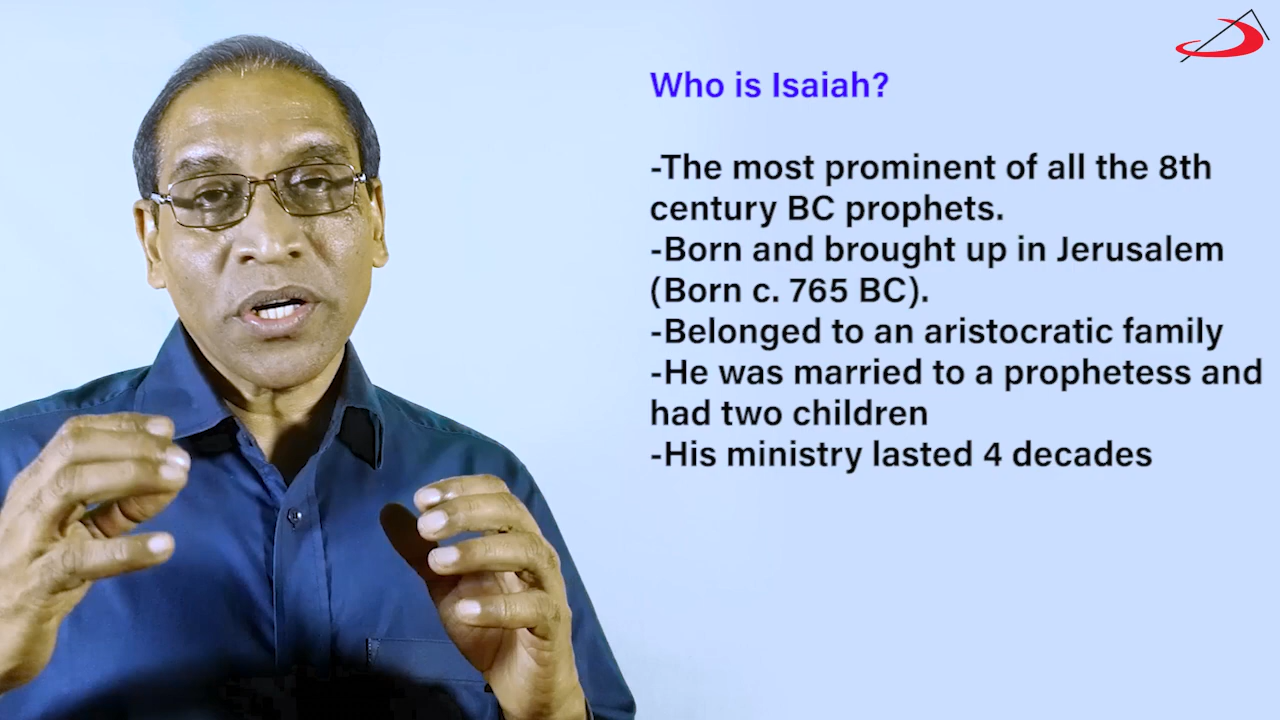 Who is Isaiah?
-The most prominent of all the 8th
century BC prophets.
-Born and brought up in Jerusalem
(Born c. 765 BC).
-Belonged to an aristocratic family
-He was married to a prophetess and
had two children
-His ministry lasted 4 decades